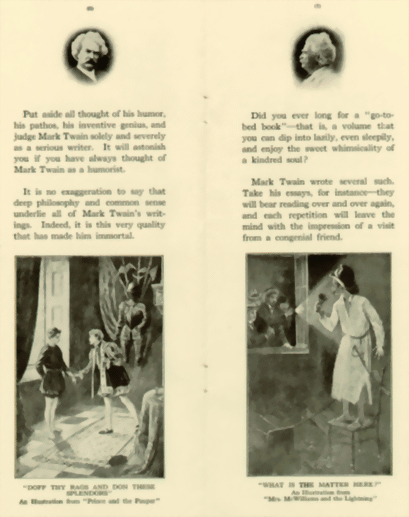 Put aside all thought of his humor,
his pathos, his inventive genius, and
judge Mark Twain solely and severely
as a serious writer. It will astonish
you if you have always thought of
Mark Twain as a humorist.
It is no exaggeration to say that
deep philosophy and common sense
underlie all of Mark Twain's writ-
ings. Indeed, it is this very quality
that has made him immortal.
"DOFF THY RAGS AND DON THESE
SPLENDORS"
An Illustration from "Prince and the Pauper"
Did you ever long for a "go-to-
bed book"—that is, a volume that
you can dip into lazily, even sleepily,
and enjoy the sweet whimsicality of
a kindred soul?
Mark Twain wrote several such.
Take his essays, for instance—they
will bear reading over and over again,
and each repetition will leave the
mind with the impression of a visit
from a congenial friend.
"WHAT IS THE MATTER HERE?"
An Illustration from
"Mrs. McWilliams and the Lightning"